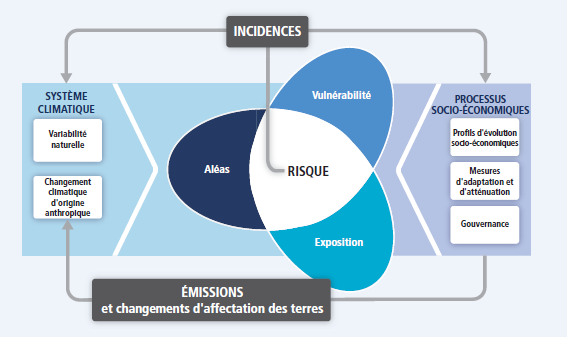 INCIDENCES
SYSTÈME
CLIMATIQUE
Variabilité
naturelle
Changement
climatique
d'origine
anthropique
Vulnérabilité
Aléas
RISQUE
Exposition
PROCESSUS
SOCIO-ÉCONOMIQUES
Profils d'évolution
socio-économiques
Mesures
d'adaptation et
d'atténuation
Gouvernance
ÉMISSIONS
et changements d'affectation des terres